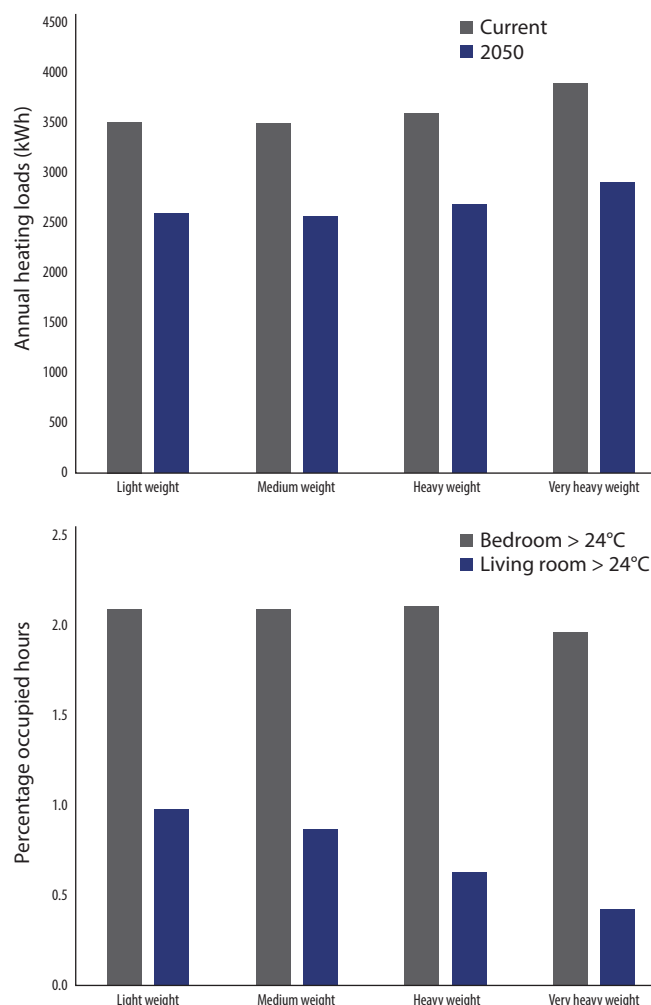 Annual heating loads (kWh)
4500
4000
3500
3000
2500
2000
1500
1000
500
0
Current
2050
Light weight
Medium weight
Heavy weight
Very heavy weight
Percentage occupied hours
2.5
2.0
1.5
1.0
0.5
0.0
Bedroom > 24°C
Living room > 24°C
Light weight
Medium weight
Heavy weight
Very heavy weight